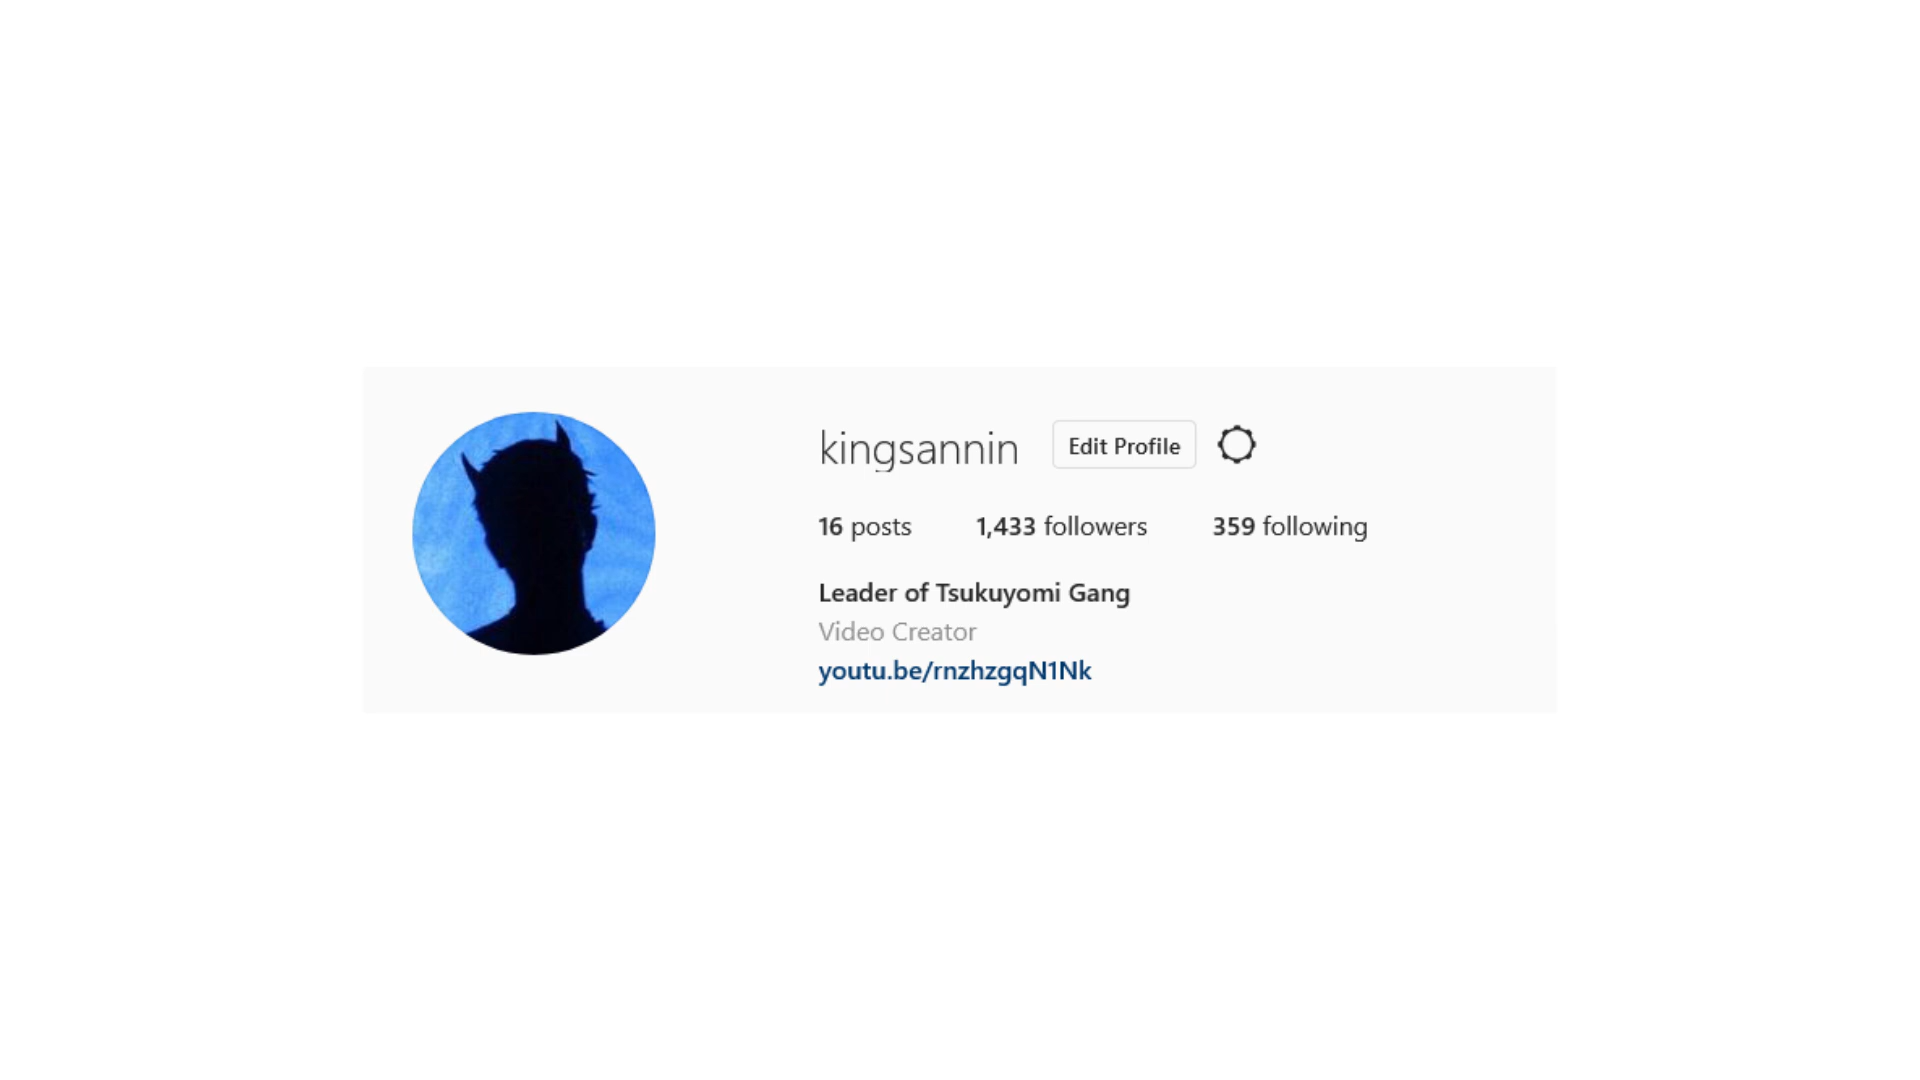 kingsannin Edit Profile
16 posts 1,433 followers 359 following
Leader of Tsukuyomi Gang
Video Creator
youtu.be/rnzhzgqN1Nk